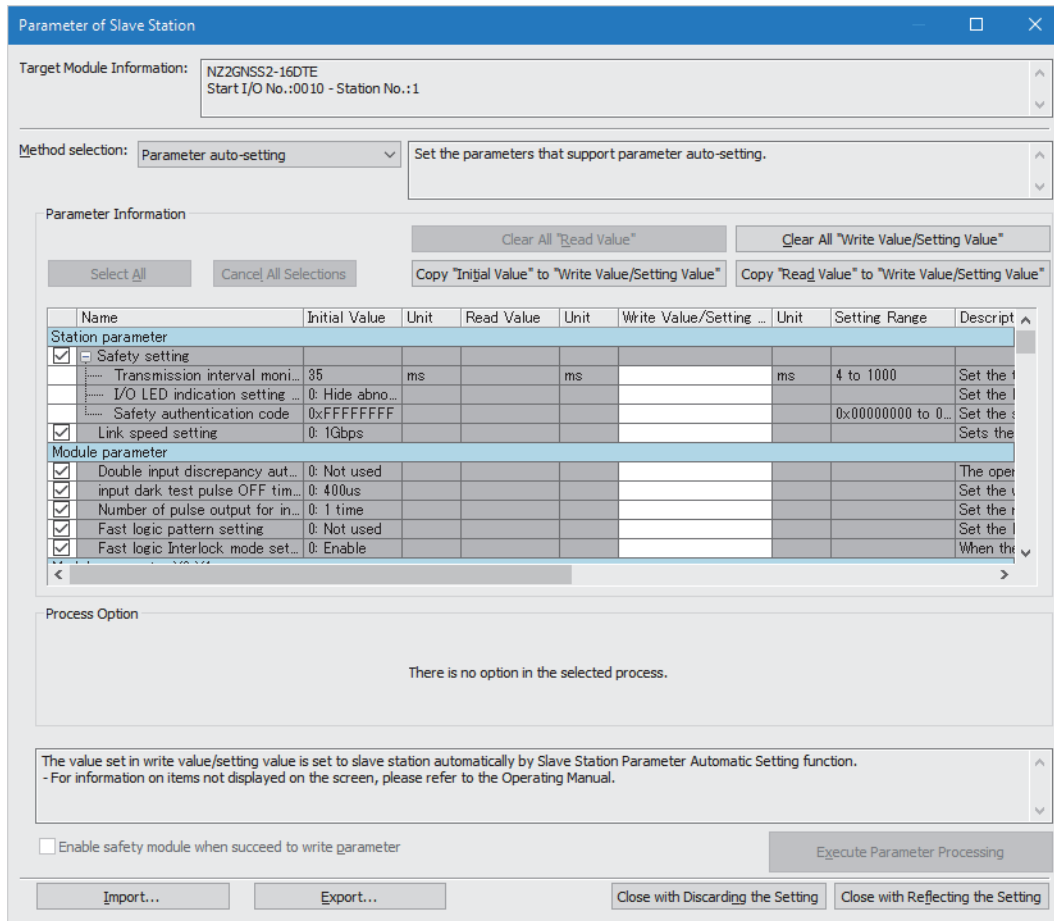 Parameter of Slave Station
Target Module Information:
NZ2GNSS2-16DTE
Start I/O No.:0010 - Station No.:1
Method selection:
Parameter auto-setting
Set the parameters that support parameter auto-setting.
Parameter Information
Clear All "Read Value"
Clear All "Write Value/Setting Value"
Select All
Cancel All Selections
Copy "Initial Value" to "Write Value/Setting Value"
Copy "Read Value" to "Write Value/Setting Value"
Name Initial Value Unit Read Value Unit Write Value/Setting ... Unit Setting Range Descript
Station parameter
Safety setting
Transmission interval moni... 35 ms ms ms 4 to 1000 Set the t
I/O LED indication setting ... 0: Hide abno... Set the
Safety authentication code 0xFFFFFFFF 0x00000000 to 0... Set the s
Link speed setting 0: 1Gbps Sets the
Module parameter
Double input discrepancy aut... 0: Not used The oper
input dark test pulse OFF tim... 0: 400us Set the
Number of pulse output for in... 0: 1 time Set the
Fast logic pattern setting 0: Not used Set the
Fast logic Interlock mode set... 0: Enable When the
Process Option
There is no option in the selected process.
The value set in write value/setting value is set to slave station automatically by Slave Station Parameter Automatic Setting function.
- For information on items not displayed on the screen, please refer to the Operating Manual.
Enable safety module when succeed to write parameter
Execute Parameter Processing
Import...
Export...
Close with Discarding the Setting
Close with Reflecting the Setting